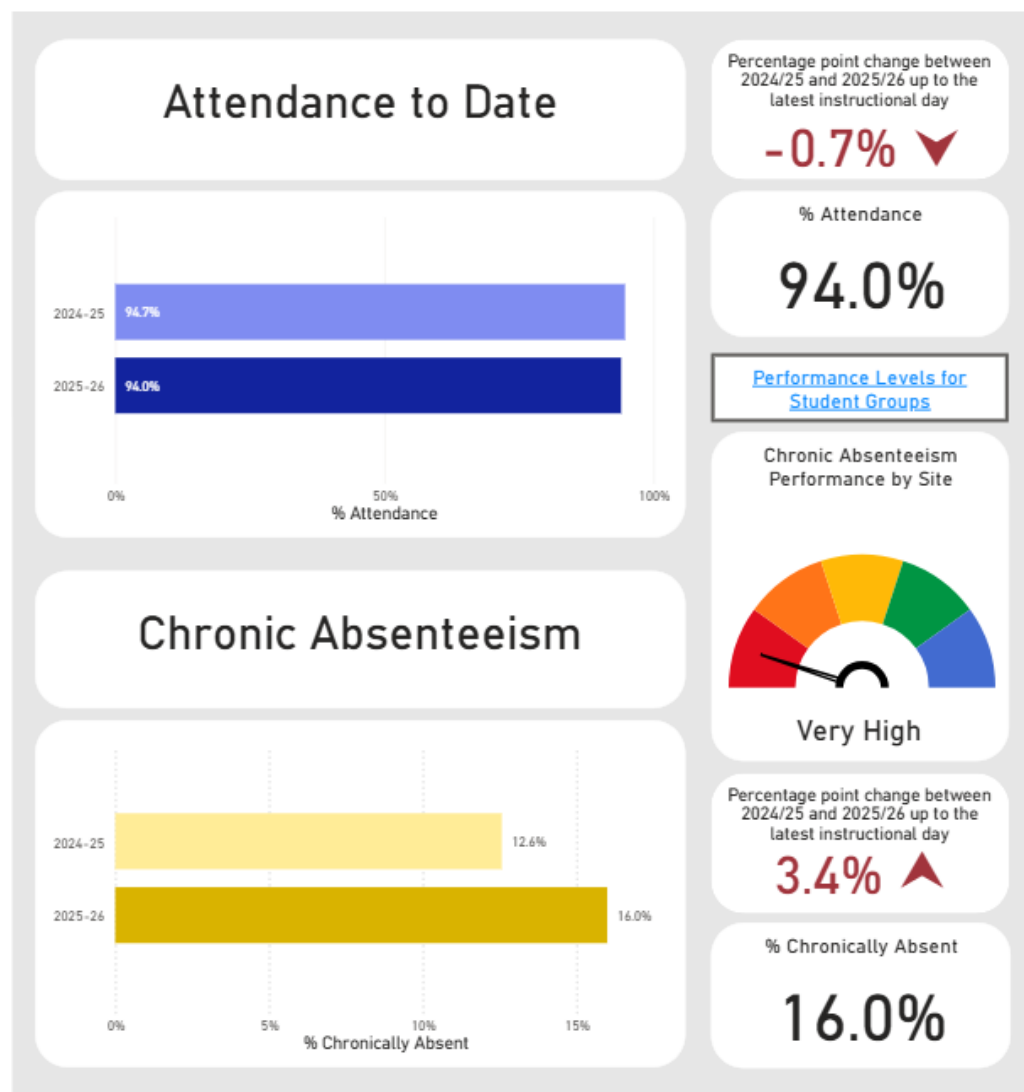 Attendance to Date
Percentage point change between
2024/25 and 2025/26 up to the
latest instructional day
-0.7%
2024-25
94.7%
2025-26
94.0%
0%
50%
100%
% Attendance
% Attendance
94.0%
Performance Levels for
Student Groups
Chronic Absenteeism
Performance by Site
Very High
Chronic Absenteeism
2024-25
12.6%
2025-26
16.0%
0%
5%
10%
15%
% Chronically Absent
Percentage point change between
2024/25 and 2025/26 up to the
latest instructional day
3.4%
% Chronically Absent
16.0%